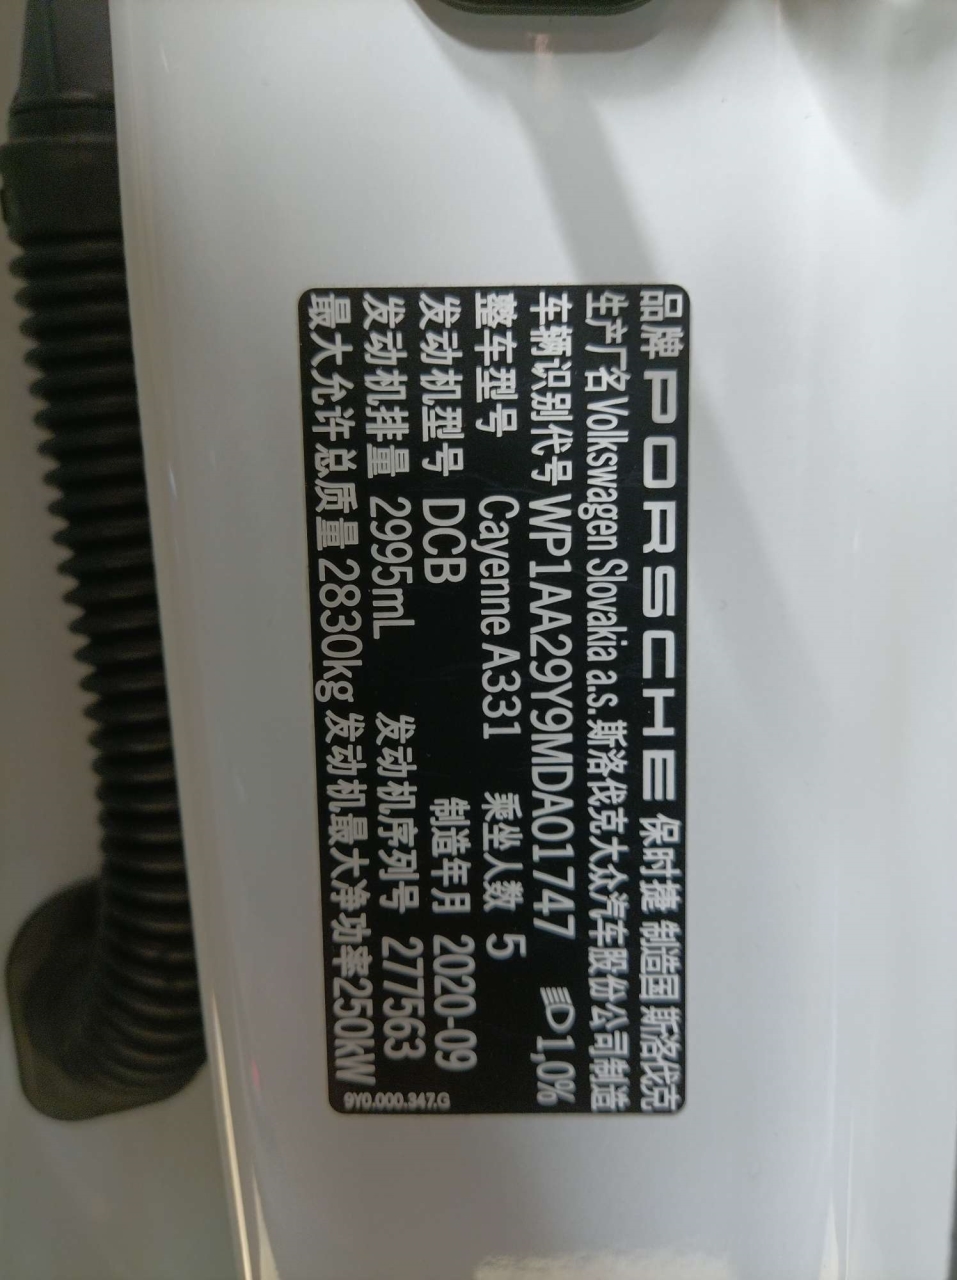 品牌 PORSCHE 保时捷 制造国 斯洛伐克
生产厂名 Volkswagen Slovakia a.s. 斯洛伐克大众汽车股份公司制造
车辆识别代号 WP1AA29Y9MDA01747 1,0%
整车型号 Cayenne A331 乘坐人数 5
发动机型号 DCB 制造年月 2020-09
发动机排量 2995mL 发动机序列号 277563
最大允许总质量 2830kg 发动机最大净功率250kW
9Y0.000.347.G